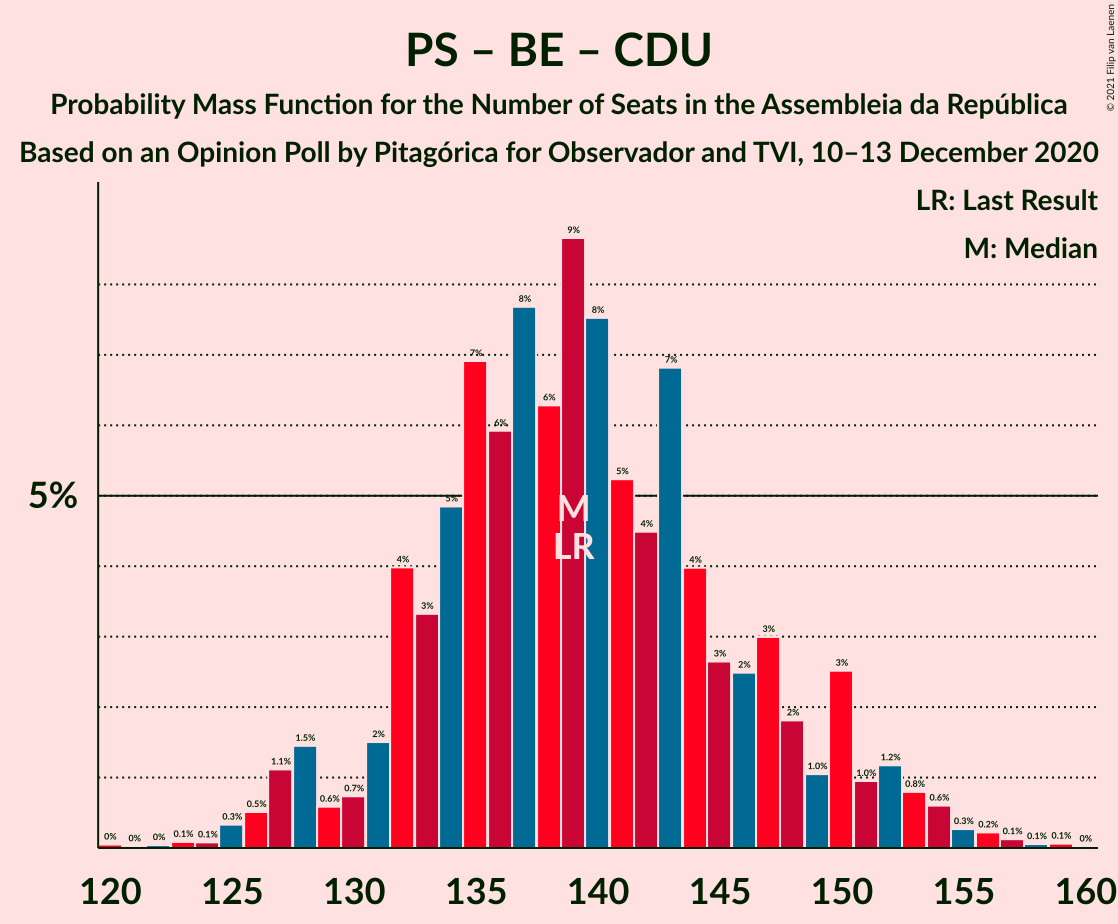 PS – BE – CDU
Probability Mass Function for the Number of Seats in the Assembleia da República
Based on an Opinion Poll by Pitagórica for Observador and TVI, 10–13 December 2020
© 2021 Filip van Laenen
LR: Last Result
M: Median
5%
0% 0% 0% 0.1% 0.1% 0.3% 0.5% 1.1% 1.5% 0.6% 0.7% 2% 4% 3% 5% 7% 6% 8% 6% 9% 8% 5% 4% 7% 4% 3% 2% 3% 2% 1.0% 3% 1.0% 1.2% 0.8% 0.6% 0.3% 0.2% 0.1% 0.1% 0.1% 0%
M
LR
120 125 130 135 140 145 150 155 160